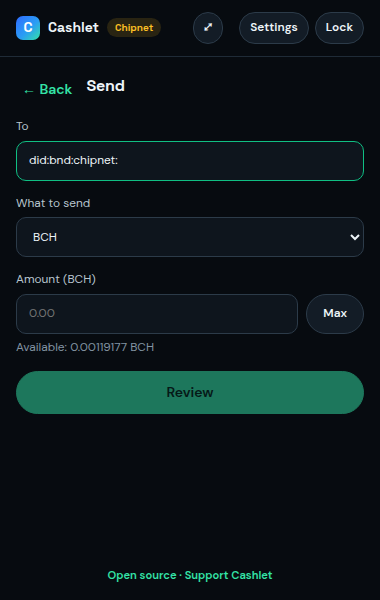 C Cashlet Chipnet ⤢ Settings Lock
← Back Send
To
did:bnd:chipnet:
What to send
BCH
Amount (BCH)
0.00 Max
Available: 0.00119177 BCH
Review
Open source · Support Cashlet